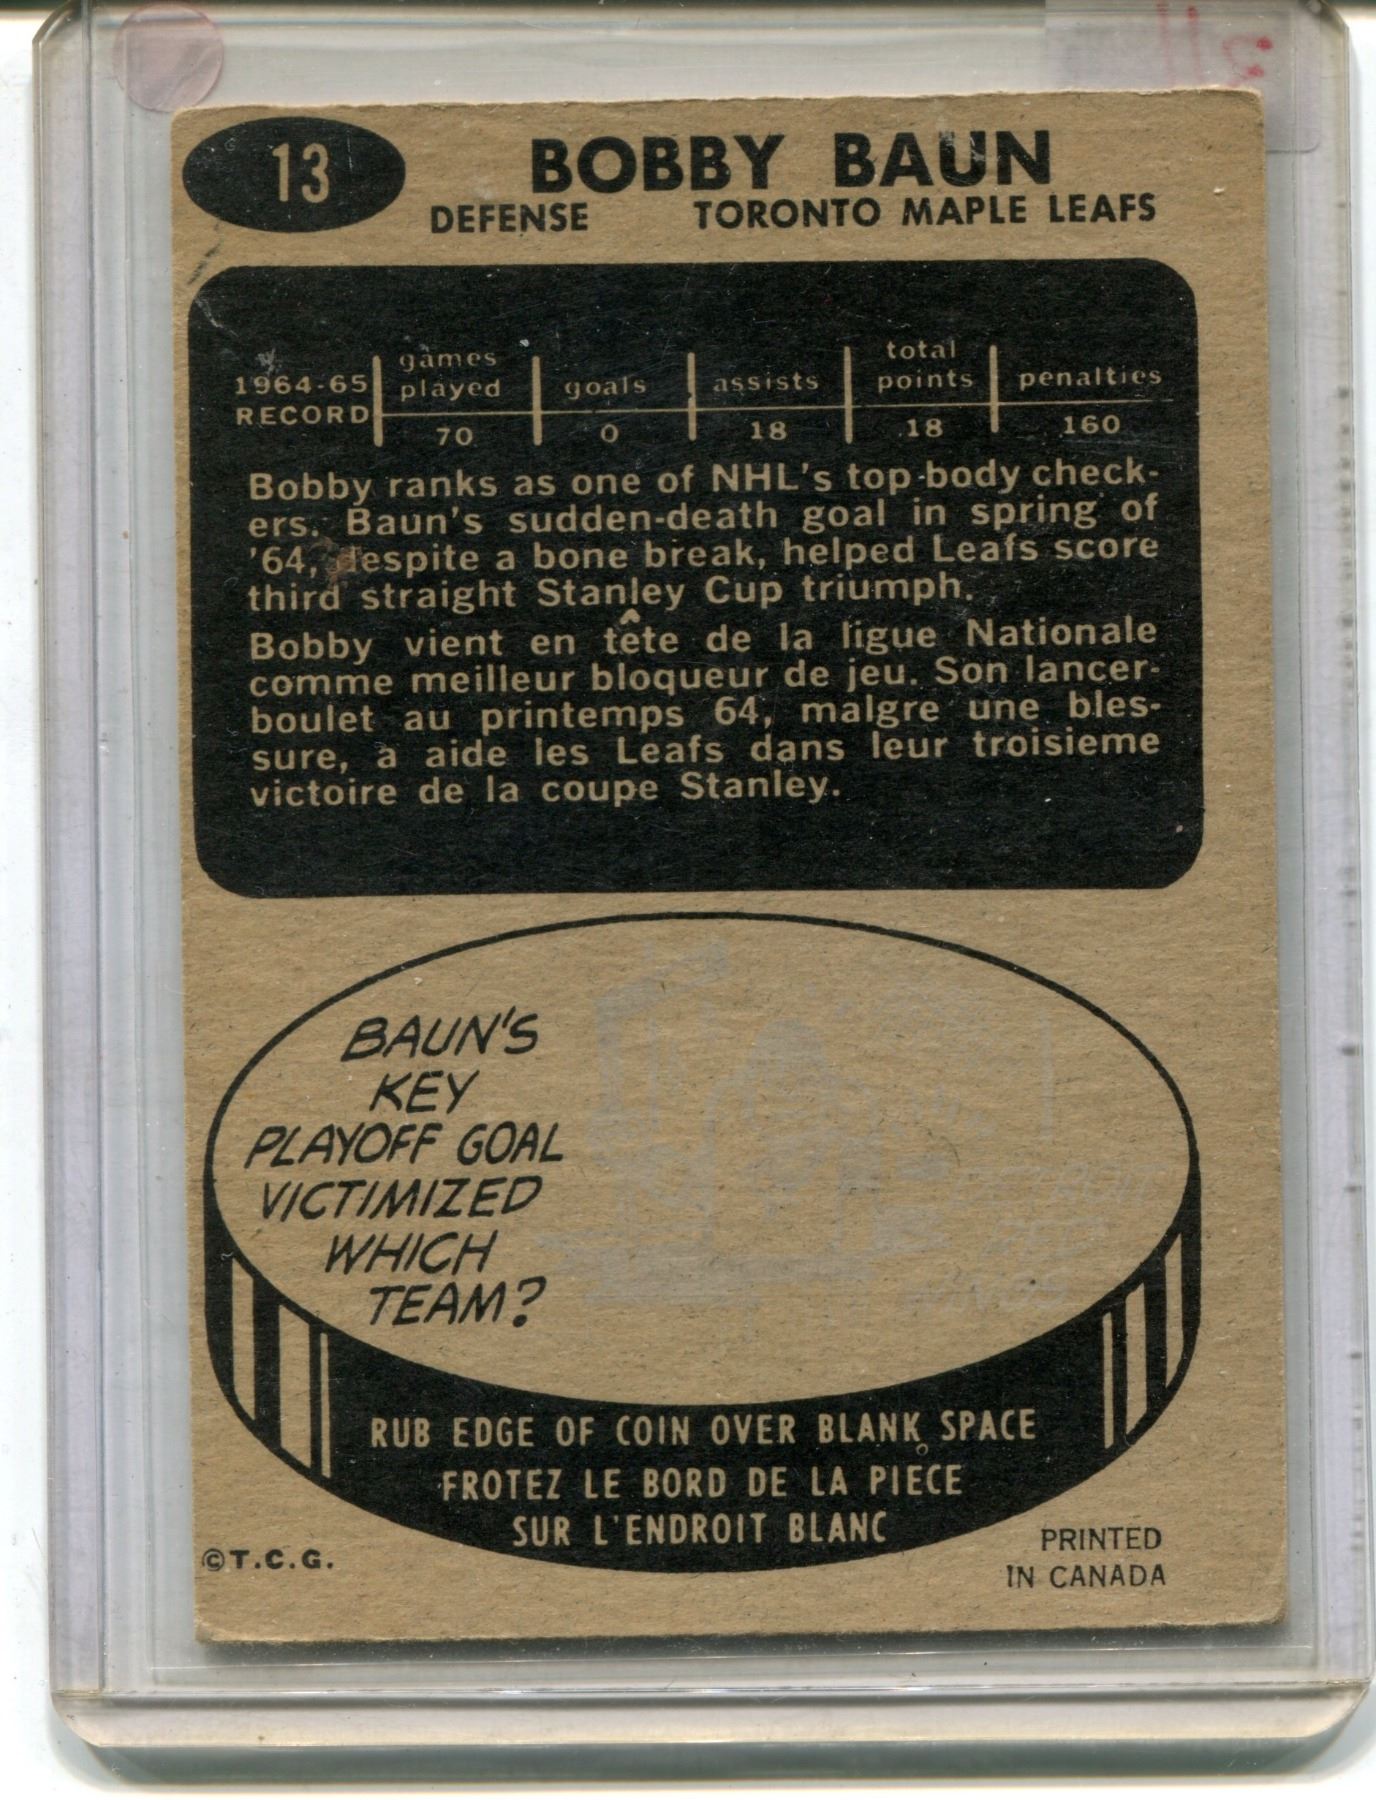 13
BOBBY BAUN
DEFENSE TORONTO MAPLE LEAFS
1964-65 RECORD games played goals assists total points penalties
70 0 18 18 160
Bobby ranks as one of NHL's top-body check-
ers. Baun's sudden-death goal in spring of
'64, despite a bone break, helped Leafs score
third straight Stanley Cup triumph.
Bobby vient en tête de la ligue Nationale
comme meilleur bloqueur de jeu. Son lancer-
boulet au printemps 64, malgre une bles-
sure, a aide les Leafs dans leur troisieme
victoire de la coupe Stanley.
BAUN'S
KEY
PLAYOFF GOAL
VICTIMIZED
WHICH
TEAM?
DETROIT
RED
WINGS
RUB EDGE OF COIN OVER BLANK SPACE
FROTEZ LE BORD DE LA PIECE
SUR L'ENDROIT BLANC
©T.C.G.
PRINTED
IN CANADA